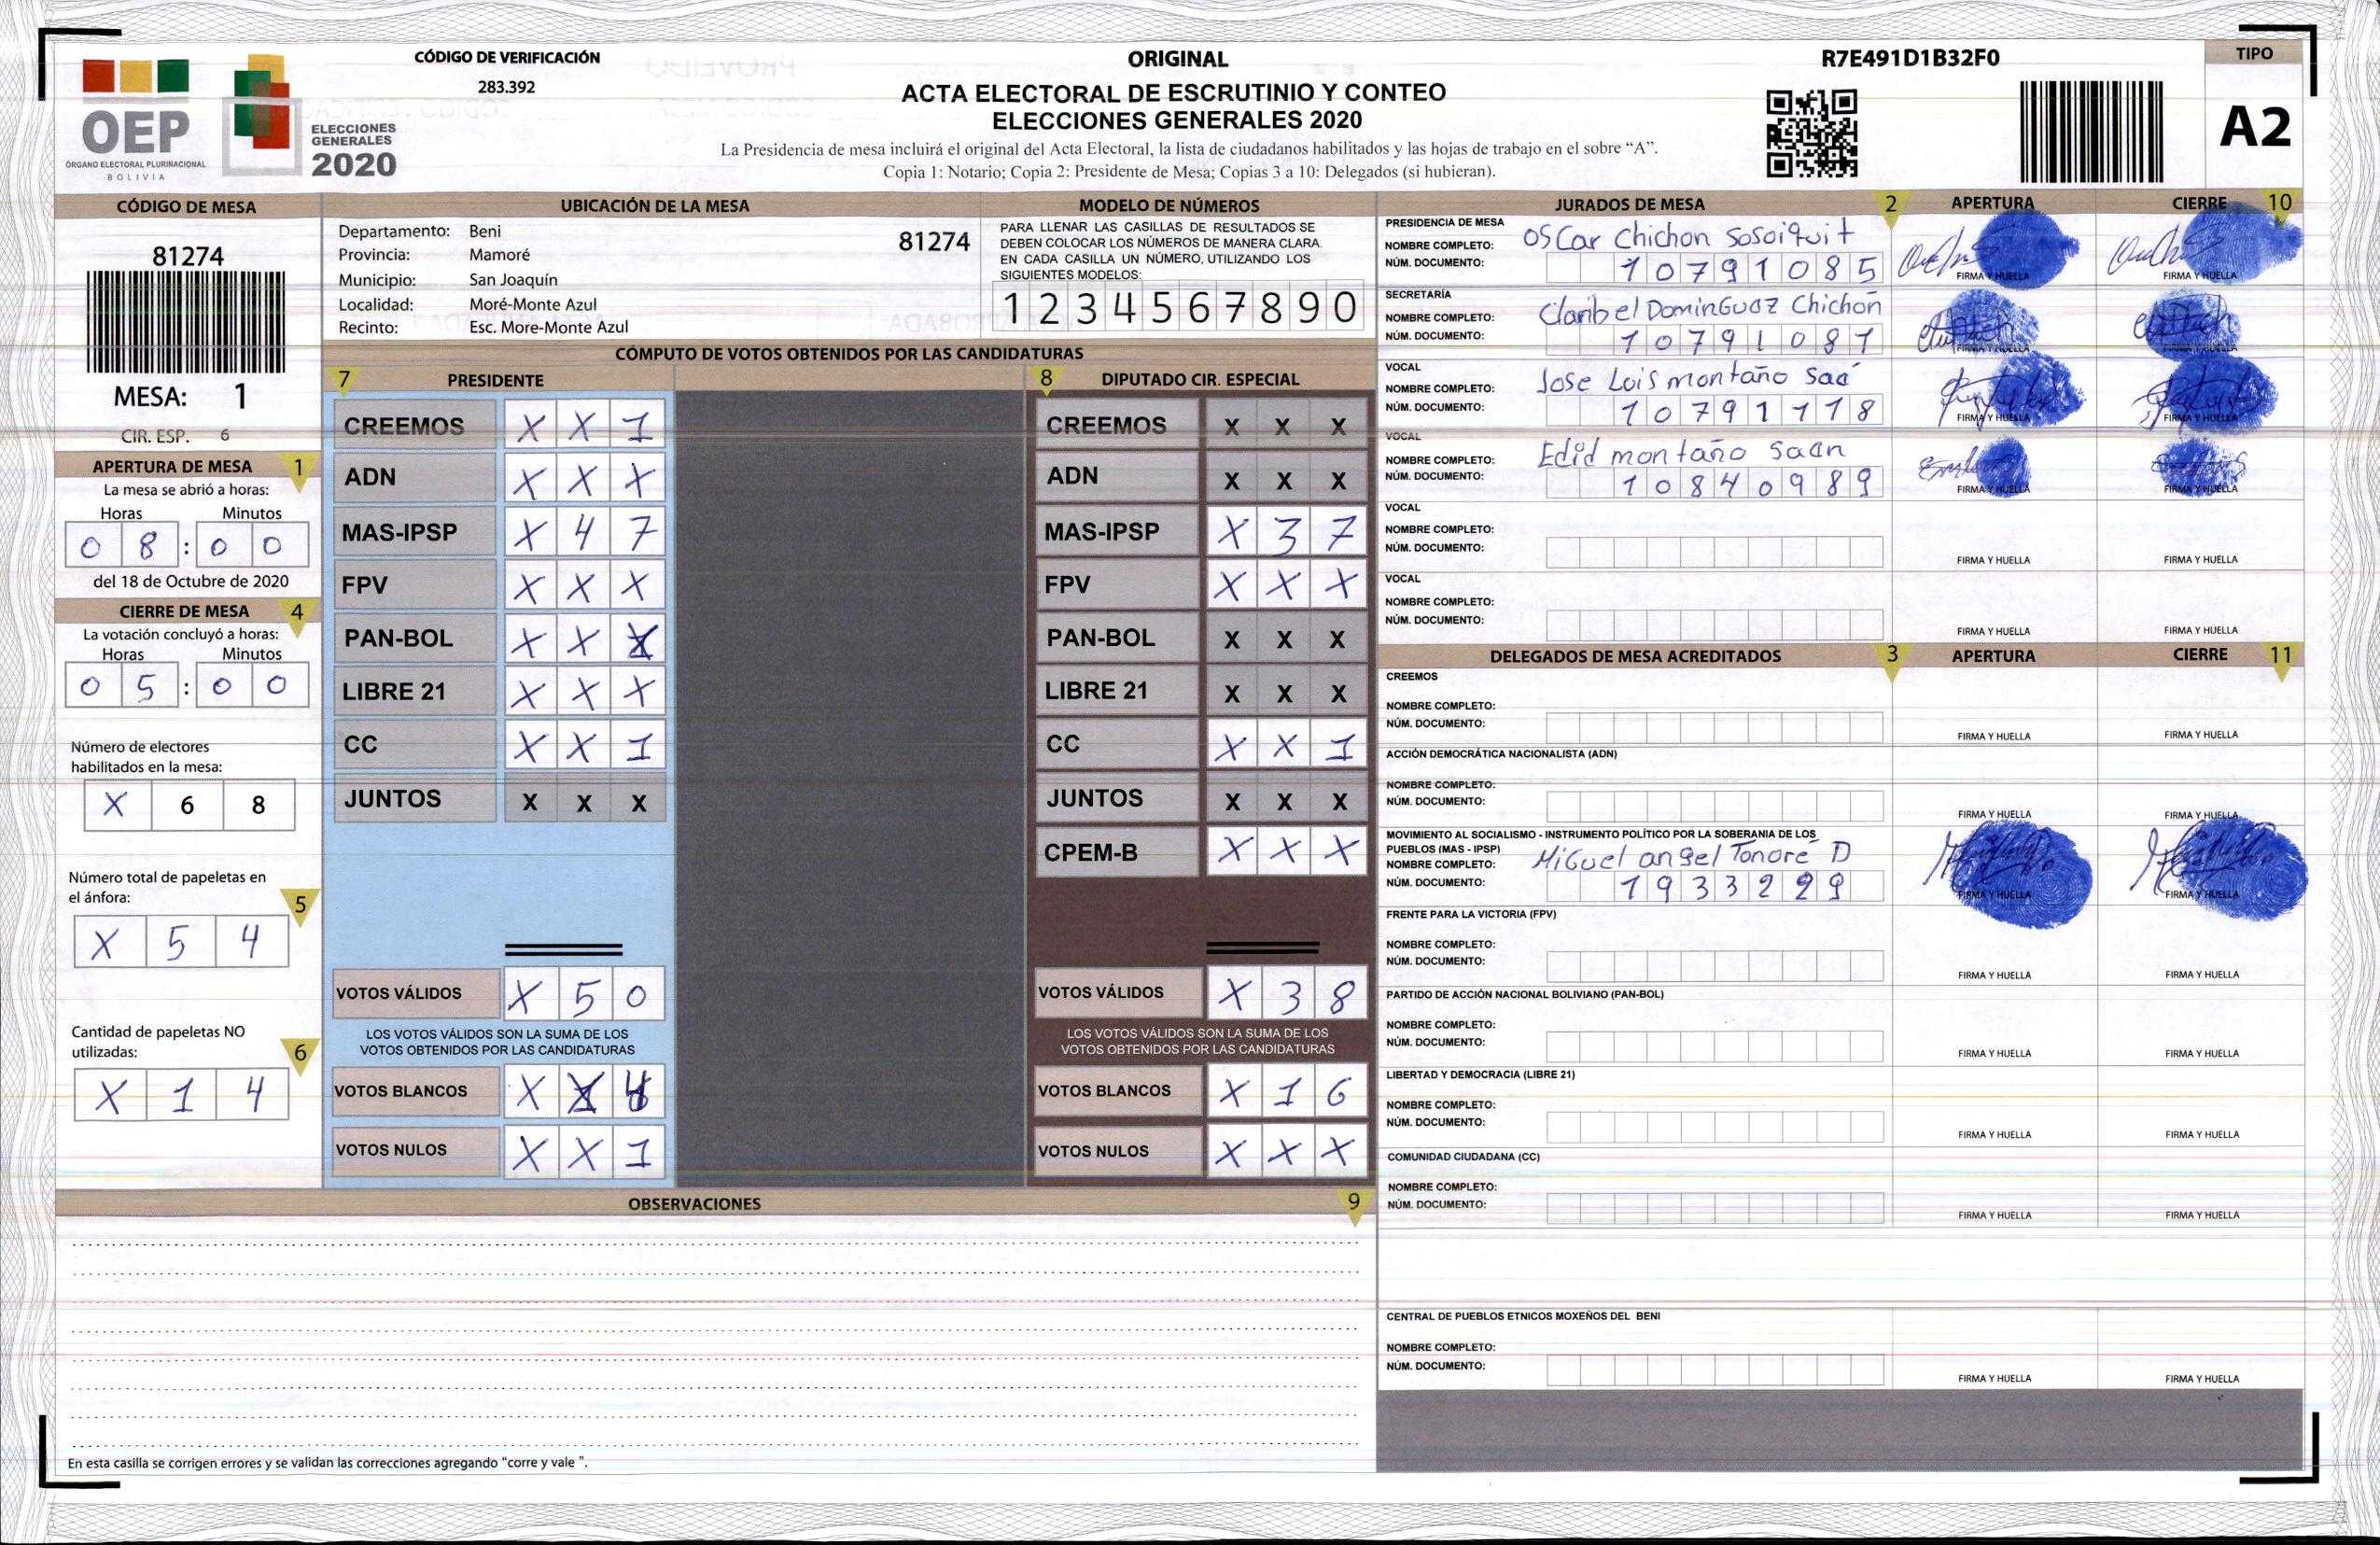 CÓDIGO DE VERIFICACIÓN
283.392
ORIGINAL
ACTA ELECTORAL DE ESCRUTINIO Y CONTEO
ELECCIONES GENERALES 2020
La Presidencia de mesa incluirá el original del Acta Electoral, la lista de ciudadanos habilitados y las hojas de trabajo en el sobre "A".
Copia 1: Notario; Copia 2: Presidente de Mesa; Copias 3 a 10: Delegados (si hubieran).
R7E491D1B32F0
TIPO
A2
OEP
ÓRGANO ELECTORAL PLURINACIONAL
BOLIVIA
ELECCIONES
GENERALES
2020
CÓDIGO DE MESA
81274
MESA: 1
CIR. ESP. 6
APERTURA DE MESA 1
La mesa se abrió a horas:
Horas Minutos
0 8 : 0 0
del 18 de Octubre de 2020
CIERRE DE MESA 4
La votación concluyó a horas:
Horas Minutos
0 5 : 0 0
Número de electores
habilitados en la mesa:
X 6 8
Número total de papeletas en
el ánfora: 5
X 5 4
Cantidad de papeletas NO
utilizadas: 6
X 1 4
UBICACIÓN DE LA MESA
Departamento: Beni
81274
Provincia: Mamoré
Municipio: San Joaquín
Localidad: Moré-Monte Azul
Recinto: Esc. More-Monte Azul
MODELO DE NÚMEROS
PARA LLENAR LAS CASILLAS DE RESULTADOS SE
DEBEN COLOCAR LOS NÚMEROS DE MANERA CLARA.
EN CADA CASILLA UN NÚMERO, UTILIZANDO LOS
SIGUIENTES MODELOS:
1 2 3 4 5 6 7 8 9 0
CÓMPUTO DE VOTOS OBTENIDOS POR LAS CANDIDATURAS
7 PRESIDENTE
CREEMOS X X 1
ADN X X X
MAS-IPSP X 4 7
FPV X X X
PAN-BOL X X
LIBRE 21 X X X
CC X X 1
JUNTOS X X X
VOTOS VÁLIDOS X 5 0
LOS VOTOS VÁLIDOS SON LA SUMA DE LOS
VOTOS OBTENIDOS POR LAS CANDIDATURAS
VOTOS BLANCOS X
VOTOS NULOS X X 1
8 DIPUTADO CIR. ESPECIAL
CREEMOS X X X
ADN X X X
MAS-IPSP X 3 7
FPV X X X
PAN-BOL X X X
LIBRE 21 X X X
CC X X 1
JUNTOS X X X
CPEM-B X X X
VOTOS VÁLIDOS X 3 8
LOS VOTOS VÁLIDOS SON LA SUMA DE LOS
VOTOS OBTENIDOS POR LAS CANDIDATURAS
VOTOS BLANCOS X 1 6
VOTOS NULOS X X X
OBSERVACIONES 9
En esta casilla se corrigen errores y se validan las correcciones agregando "corre y vale ".
JURADOS DE MESA 2 APERTURA CIERRE 10
PRESIDENCIA DE MESA
NOMBRE COMPLETO: OSCar Chichon Sosoiquit
NÚM. DOCUMENTO: 1 0 7 9 1 0 8 5
FIRMA Y HUELLA FIRMA Y HUELLA
SECRETARÍA
NOMBRE COMPLETO: Claribel DominGuaz Chichon
NÚM. DOCUMENTO: 1 0 7 9 1 0 8 1
FIRMA Y HUELLA FIRMA Y HUELLA
VOCAL
NOMBRE COMPLETO: Jose Lois montaño Saá
NÚM. DOCUMENTO: 1 0 7 9 1 1 1 8
FIRMA Y HUELLA FIRMA Y HUELLA
VOCAL
NOMBRE COMPLETO: Edid montaño Saan
NÚM. DOCUMENTO: 1 0 8 4 0 9 8 9
FIRMA Y HUELLA FIRMA Y HUELLA
VOCAL
NOMBRE COMPLETO:
NÚM. DOCUMENTO:
FIRMA Y HUELLA FIRMA Y HUELLA
VOCAL
NOMBRE COMPLETO:
NÚM. DOCUMENTO:
FIRMA Y HUELLA FIRMA Y HUELLA
DELEGADOS DE MESA ACREDITADOS 3 APERTURA CIERRE 11
CREEMOS
NOMBRE COMPLETO:
NÚM. DOCUMENTO:
FIRMA Y HUELLA FIRMA Y HUELLA
ACCIÓN DEMOCRÁTICA NACIONALISTA (ADN)
NOMBRE COMPLETO:
NÚM. DOCUMENTO:
FIRMA Y HUELLA FIRMA Y HUELLA
MOVIMIENTO AL SOCIALISMO - INSTRUMENTO POLÍTICO POR LA SOBERANIA DE LOS
PUEBLOS (MAS - IPSP)
NOMBRE COMPLETO: MiGuel angel Tonore D
NÚM. DOCUMENTO: 1 9 3 3 2 2 9
FIRMA Y HUELLA FIRMA Y HUELLA
FRENTE PARA LA VICTORIA (FPV)
NOMBRE COMPLETO:
NÚM. DOCUMENTO:
FIRMA Y HUELLA FIRMA Y HUELLA
PARTIDO DE ACCIÓN NACIONAL BOLIVIANO (PAN-BOL)
NOMBRE COMPLETO:
NÚM. DOCUMENTO:
FIRMA Y HUELLA FIRMA Y HUELLA
LIBERTAD Y DEMOCRACIA (LIBRE 21)
NOMBRE COMPLETO:
NÚM. DOCUMENTO:
FIRMA Y HUELLA FIRMA Y HUELLA
COMUNIDAD CIUDADANA (CC)
NOMBRE COMPLETO:
NÚM. DOCUMENTO:
FIRMA Y HUELLA FIRMA Y HUELLA
CENTRAL DE PUEBLOS ETNICOS MOXEÑOS DEL BENI
NOMBRE COMPLETO:
NÚM. DOCUMENTO:
FIRMA Y HUELLA FIRMA Y HUELLA